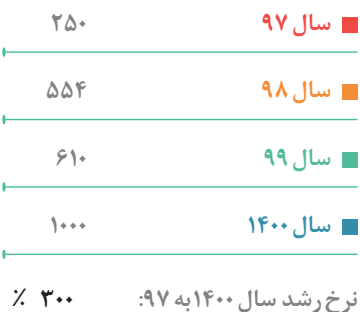 سال ۹۷ ۲۵۰
سال ۹۸ ۵۵۴
سال ۹۹ ۶۱۰
سال ۱۴۰۰ ۱۰۰۰
نرخ رشد سال ۱۴۰۰به ۹۷: ۳۰۰ ٪